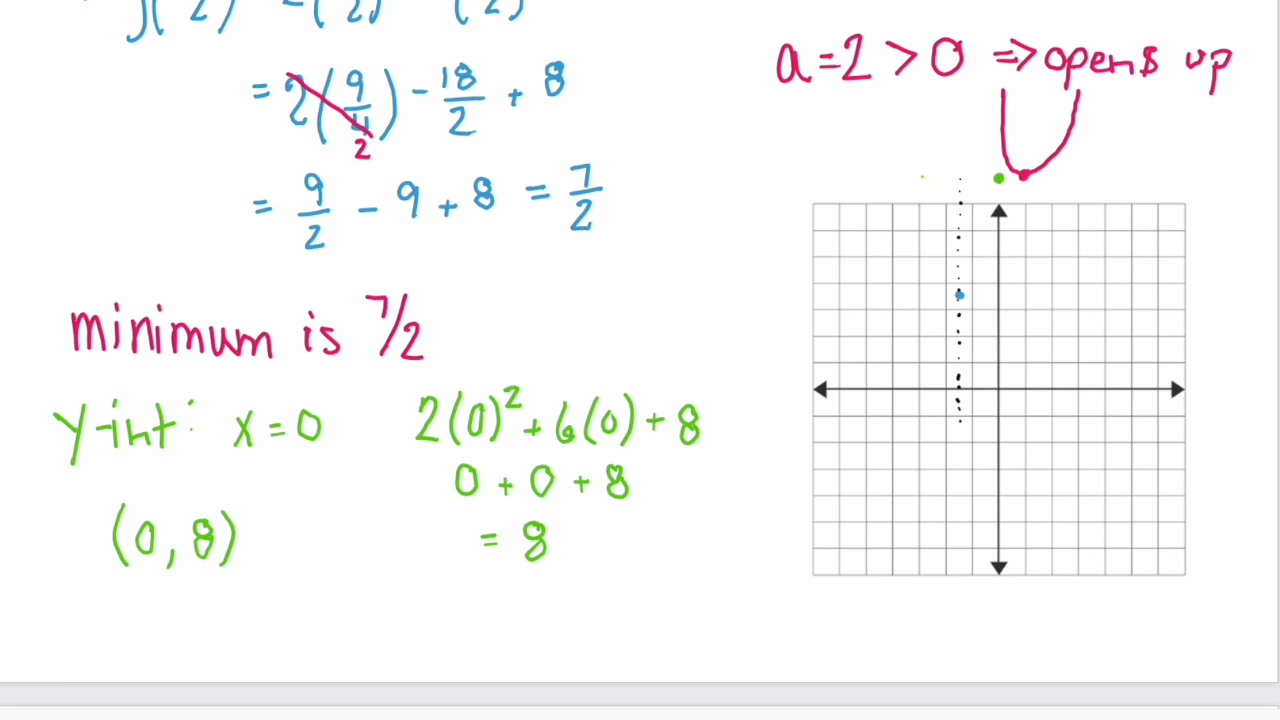 = 2(9/4) - 18/2 + 8
2
= 9/2 - 9 + 8 = 7/2
minimum is 7/2
y-int: x = 0
(0, 8)
2(0)² + 6(0) + 8
0 + 0 + 8
= 8
a = 2 > 0 => opens up